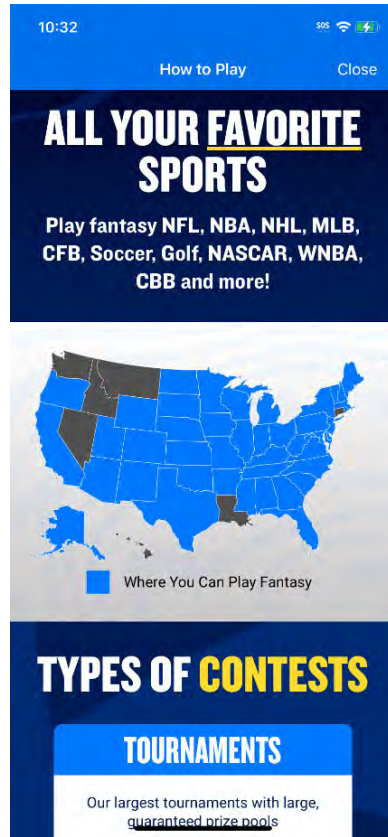 10:32
SOS
How to Play
Close
ALL YOUR FAVORITE
SPORTS
Play fantasy NFL, NBA, NHL, MLB,
CFB, Soccer, Golf, NASCAR, WNBA,
CBB and more!
Where You Can Play Fantasy
TYPES OF CONTESTS
TOURNAMENTS
Our largest tournaments with large,
guaranteed prize pools